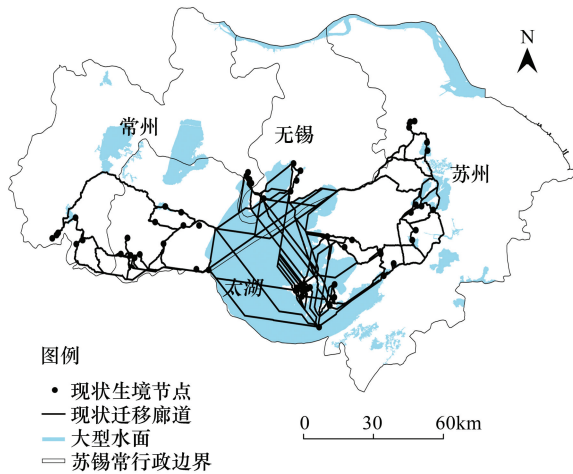 N
常州
无锡
苏州
太湖
图例
现状生境节点
现状迁移廊道
大型水面
苏锡常行政边界
0 30 60km